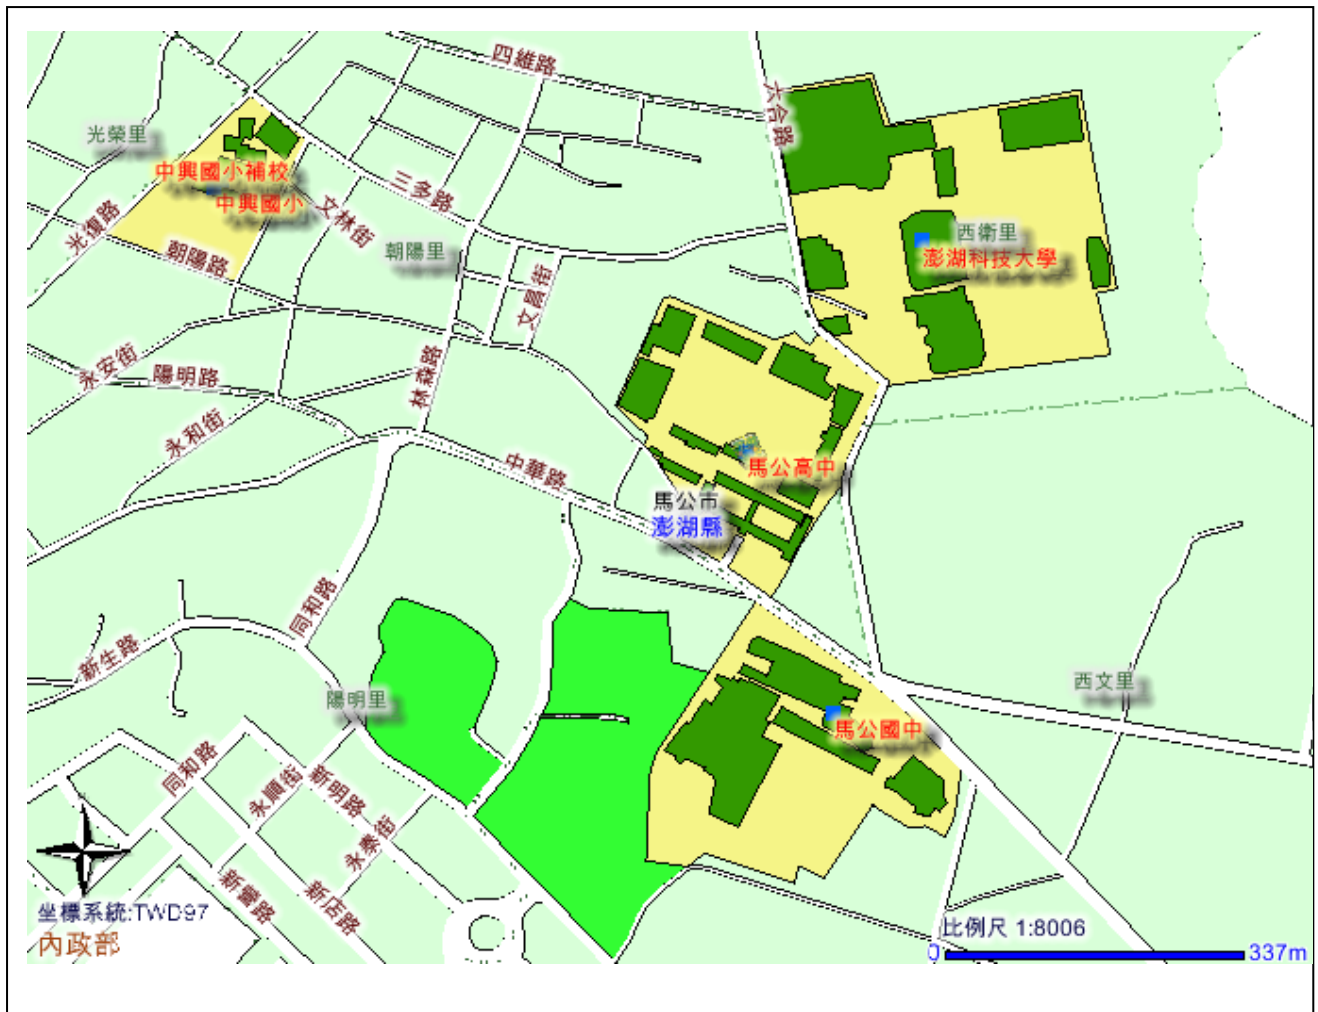 四維路
六合路
光榮里
中興國小補校
中興國小
三多路
文林街
光復路
朝陽里
朝陽路
西衛里
澎湖科技大學
文昌街
永安街
陽明路
林森路
永和街
中華路
馬公高中
馬公市
澎湖縣
同和路
新生路
陽明里
西文里
馬公國中
同和路
永順街
新明路
永泰街
新店路
坐標系統:TWD97
內政部
比例尺 1:8006
0
337m